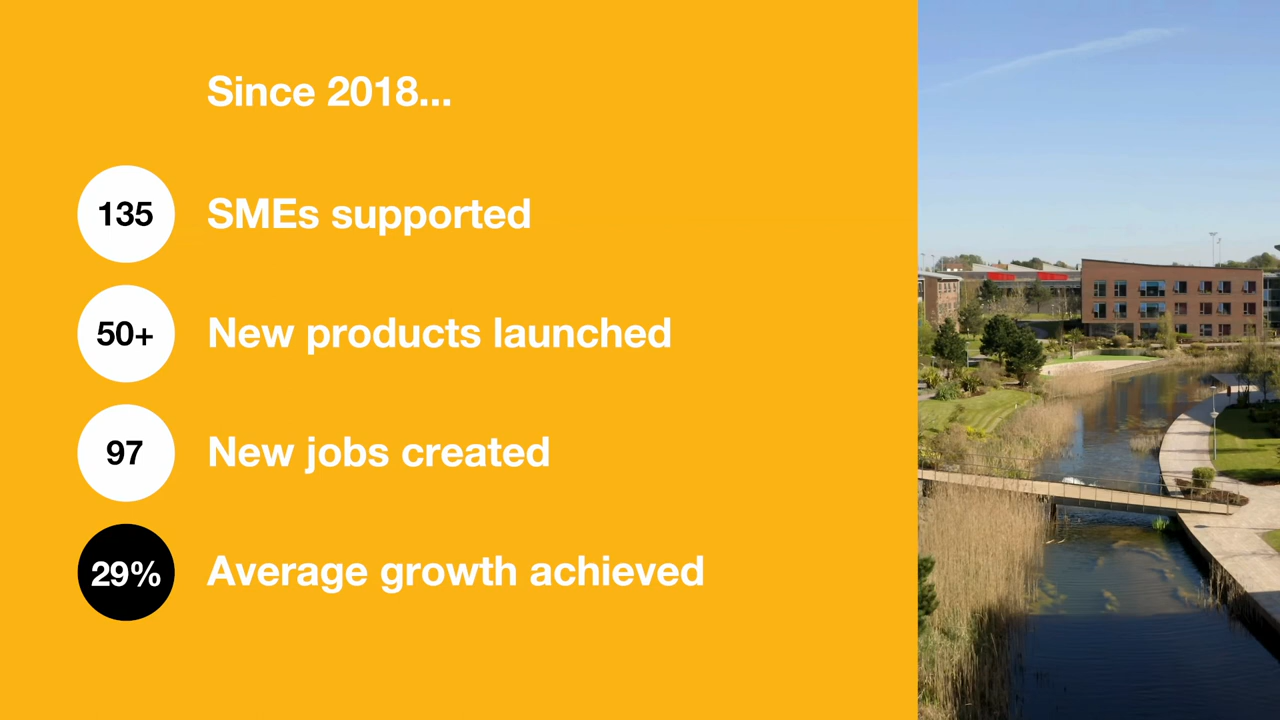 Since 2018...
135 SMEs supported
50+ New products launched
97 New jobs created
29% Average growth achieved